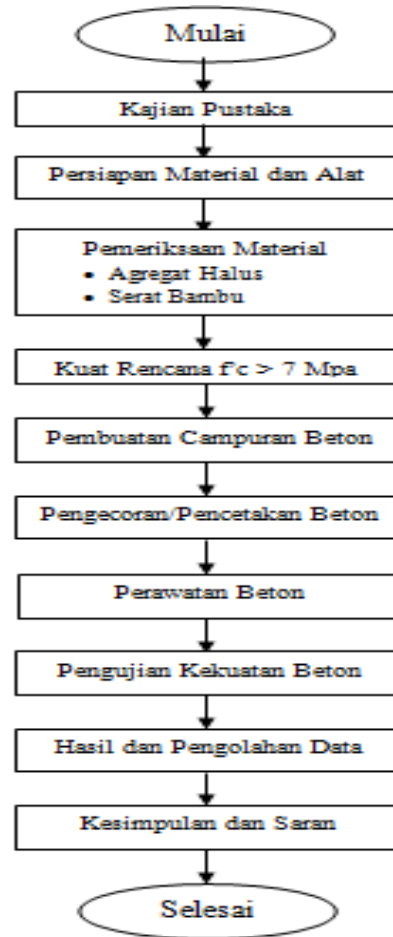 Mulai
Kajian Pustaka
Persiapan Material dan Alat
Pemeriksaan Material
• Agregat Halus
• Serat Bambu
Kuat Rencana f'c > 7 Mpa
Pembuatan Campuran Beton
Pengecoran/Pencetakan Beton
Perawatan Beton
Pengujian Kekuatan Beton
Hasil dan Pengolahan Data
Kesimpulan dan Saran
Selesai